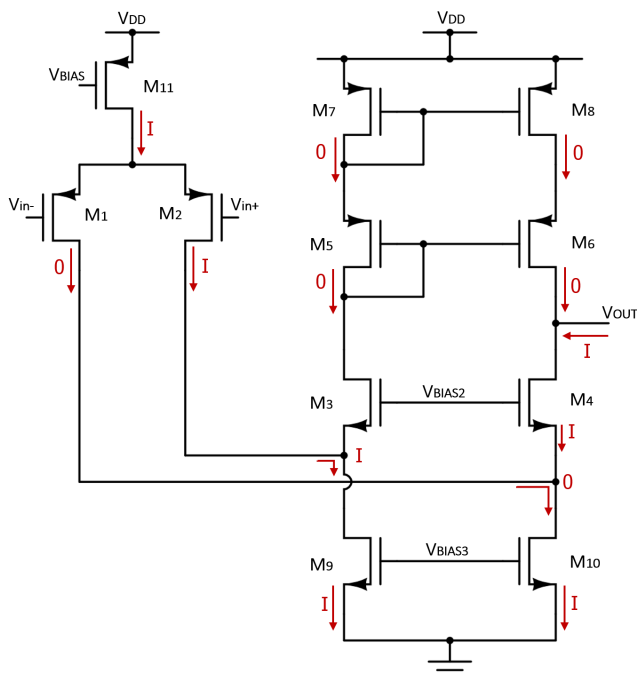 VDD
VDD
VBIAS
M11
I
M7
M8
0
0
Vin-
M1
M2
Vin+
0
I
M5
M6
0
0
VOUT
I
M3
VBIAS2
M4
I
I
0
M9
VBIAS3
M10
I
I